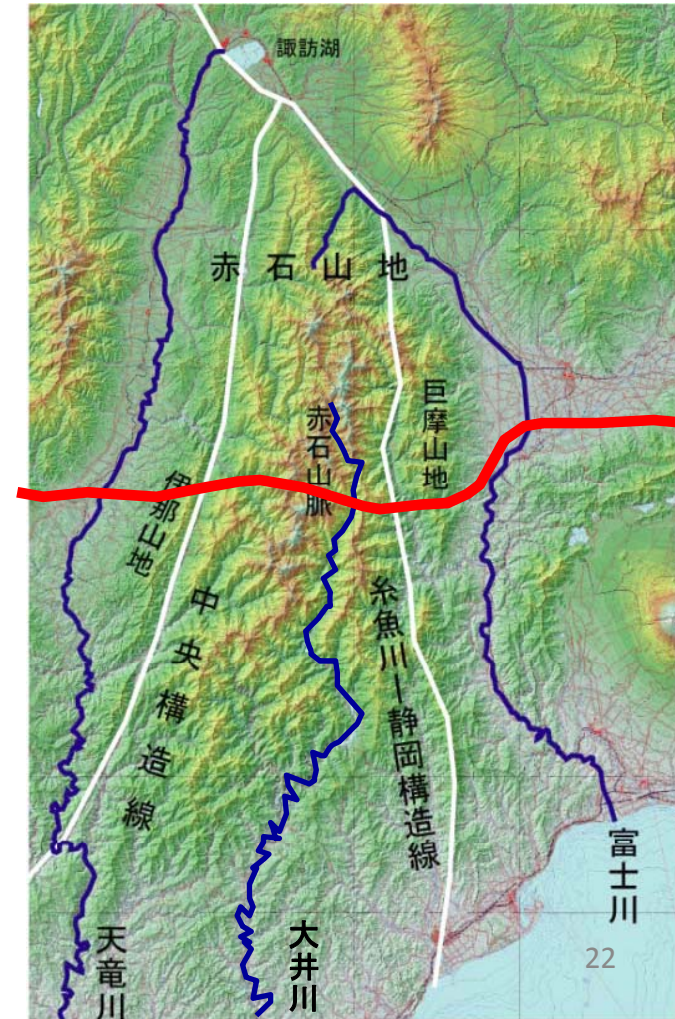 諏訪湖
赤石山地
巨摩山地
赤石山脈
伊那山地
中央構造線
糸魚川ー静岡構造線
富士川
大井川
天竜川
22